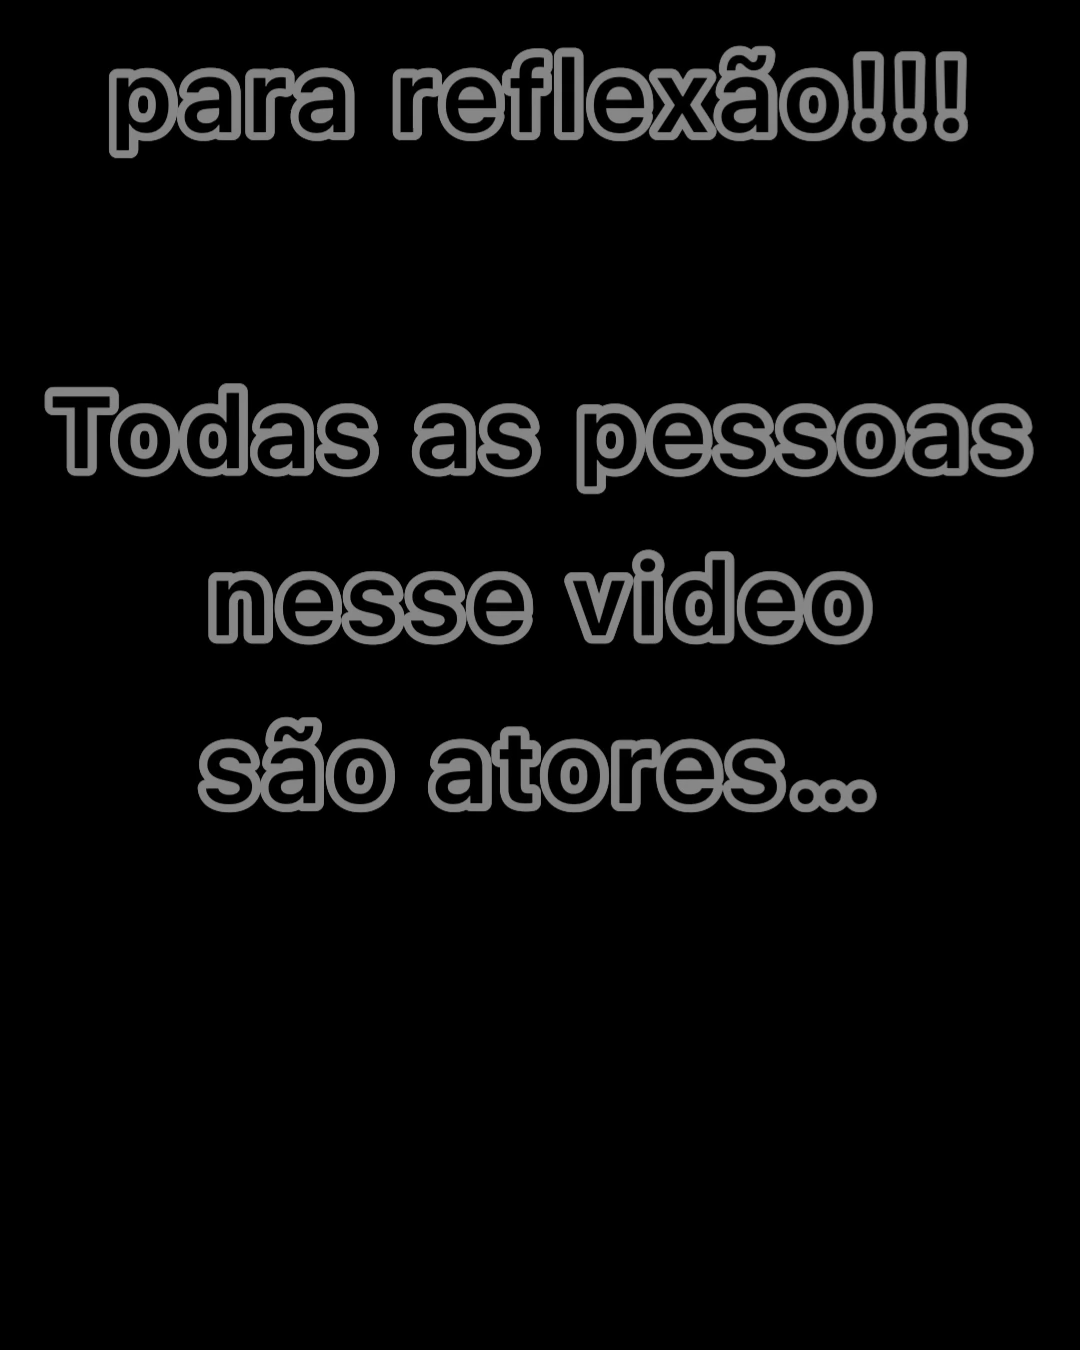 para reflexão!!!
Todas as pessoas
nesse video
são atores...